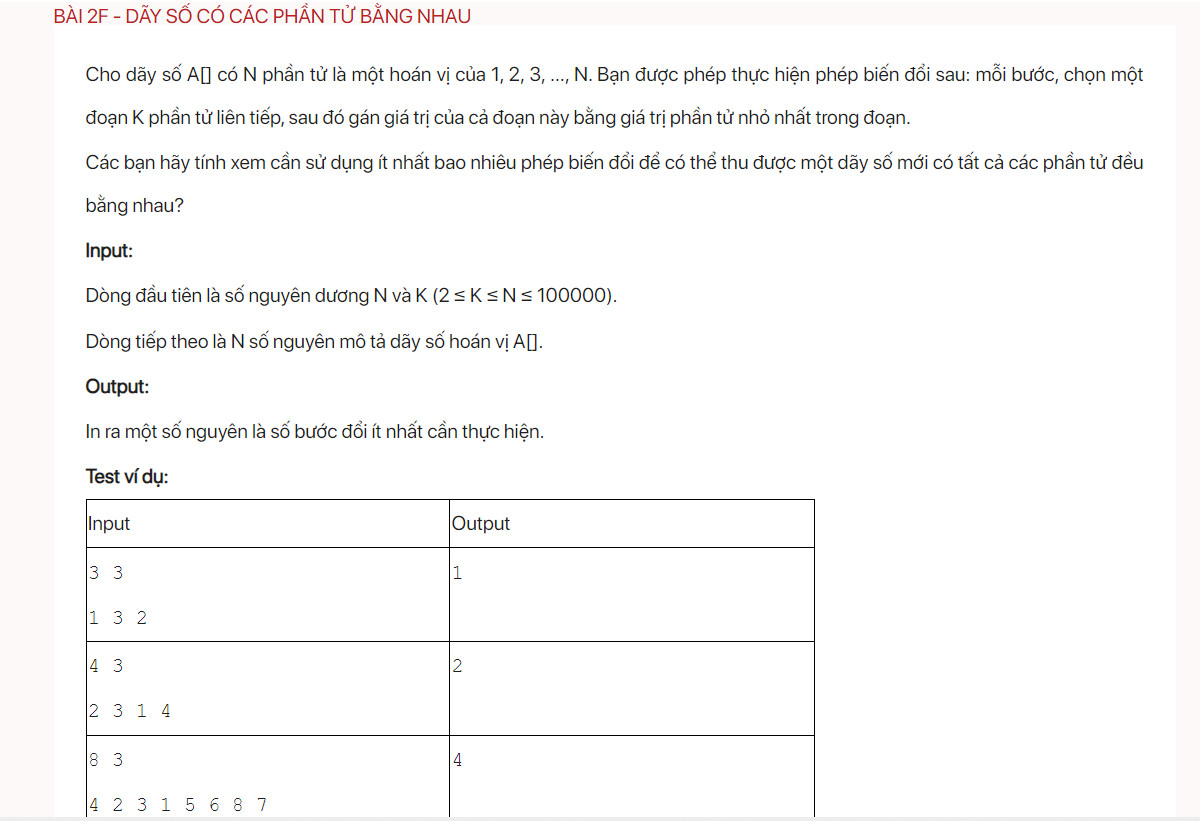 BÀI 2F - DÃY SỐ CÓ CÁC PHẦN TỬ BẰNG NHAU
Cho dãy số A[] có N phần tử là một hoán vị của 1, 2, 3, ..., N. Bạn được phép thực hiện phép biến đổi sau: mỗi bước, chọn một
đoạn K phần tử liên tiếp, sau đó gán giá trị của cả đoạn này bằng giá trị phần tử nhỏ nhất trong đoạn.
Các bạn hãy tính xem cần sử dụng ít nhất bao nhiêu phép biến đổi để có thể thu được một dãy số mới có tất cả các phần tử đều
bằng nhau?
Input:
Dòng đầu tiên là số nguyên dương N và K (2 ≤ K ≤ N ≤ 100000).
Dòng tiếp theo là N số nguyên mô tả dãy số hoán vị A[].
Output:
In ra một số nguyên là số bước đổi ít nhất cần thực hiện.
Test ví dụ:
Input Output
3 3 1
1 3 2
4 3 2
2 3 1 4
8 3 4
4 2 3 1 5 6 8 7